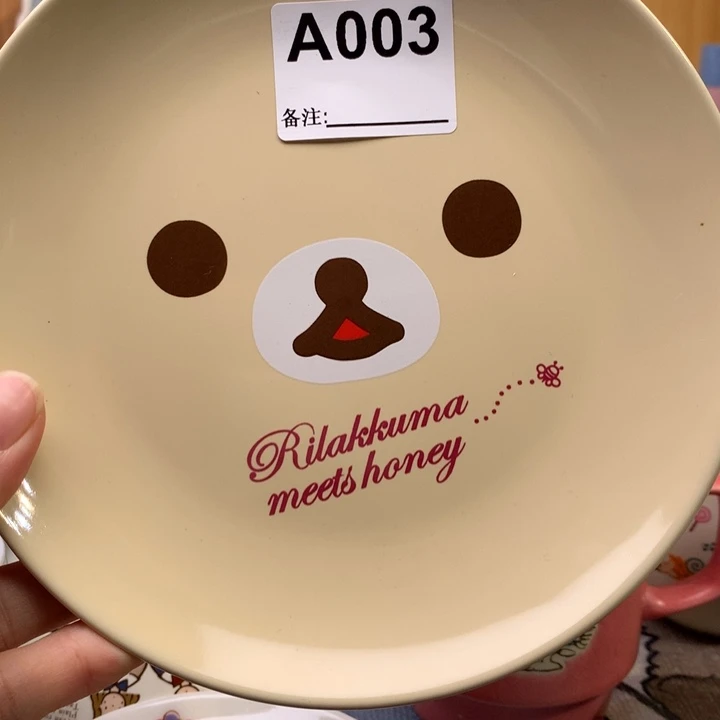 A003
备注:
Rilakkuma
meets honey